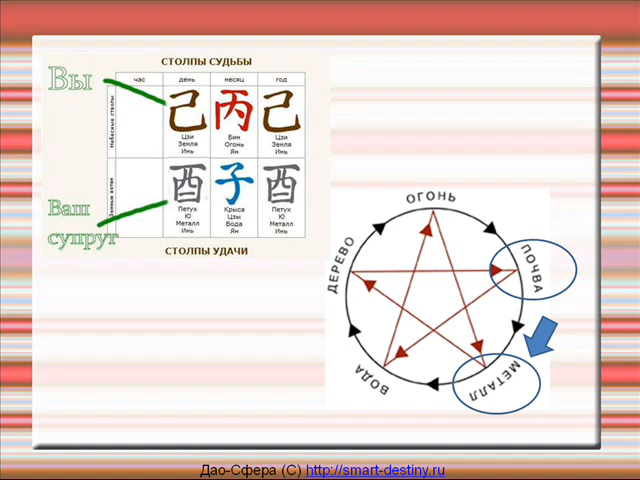 СТОЛПЫ СУДЬБЫ
Вы
час день месяц год
Небесные стволы
己 丙 己
Цзи Бин Цзи
Земля Огонь Земля
Инь Ян Инь
酉 子 酉
Петух Крыса Петух
Ю Цзы Ю
Металл Вода Металл
Инь Ян Инь
Земные ветви
Ваш
супруг
СТОЛПЫ УДАЧИ
ОГОНЬ
ПОЧВА
МЕТАЛЛ
ВОДА
ДЕРЕВО
Дао-Сфера (С) http://smart-destiny.ru